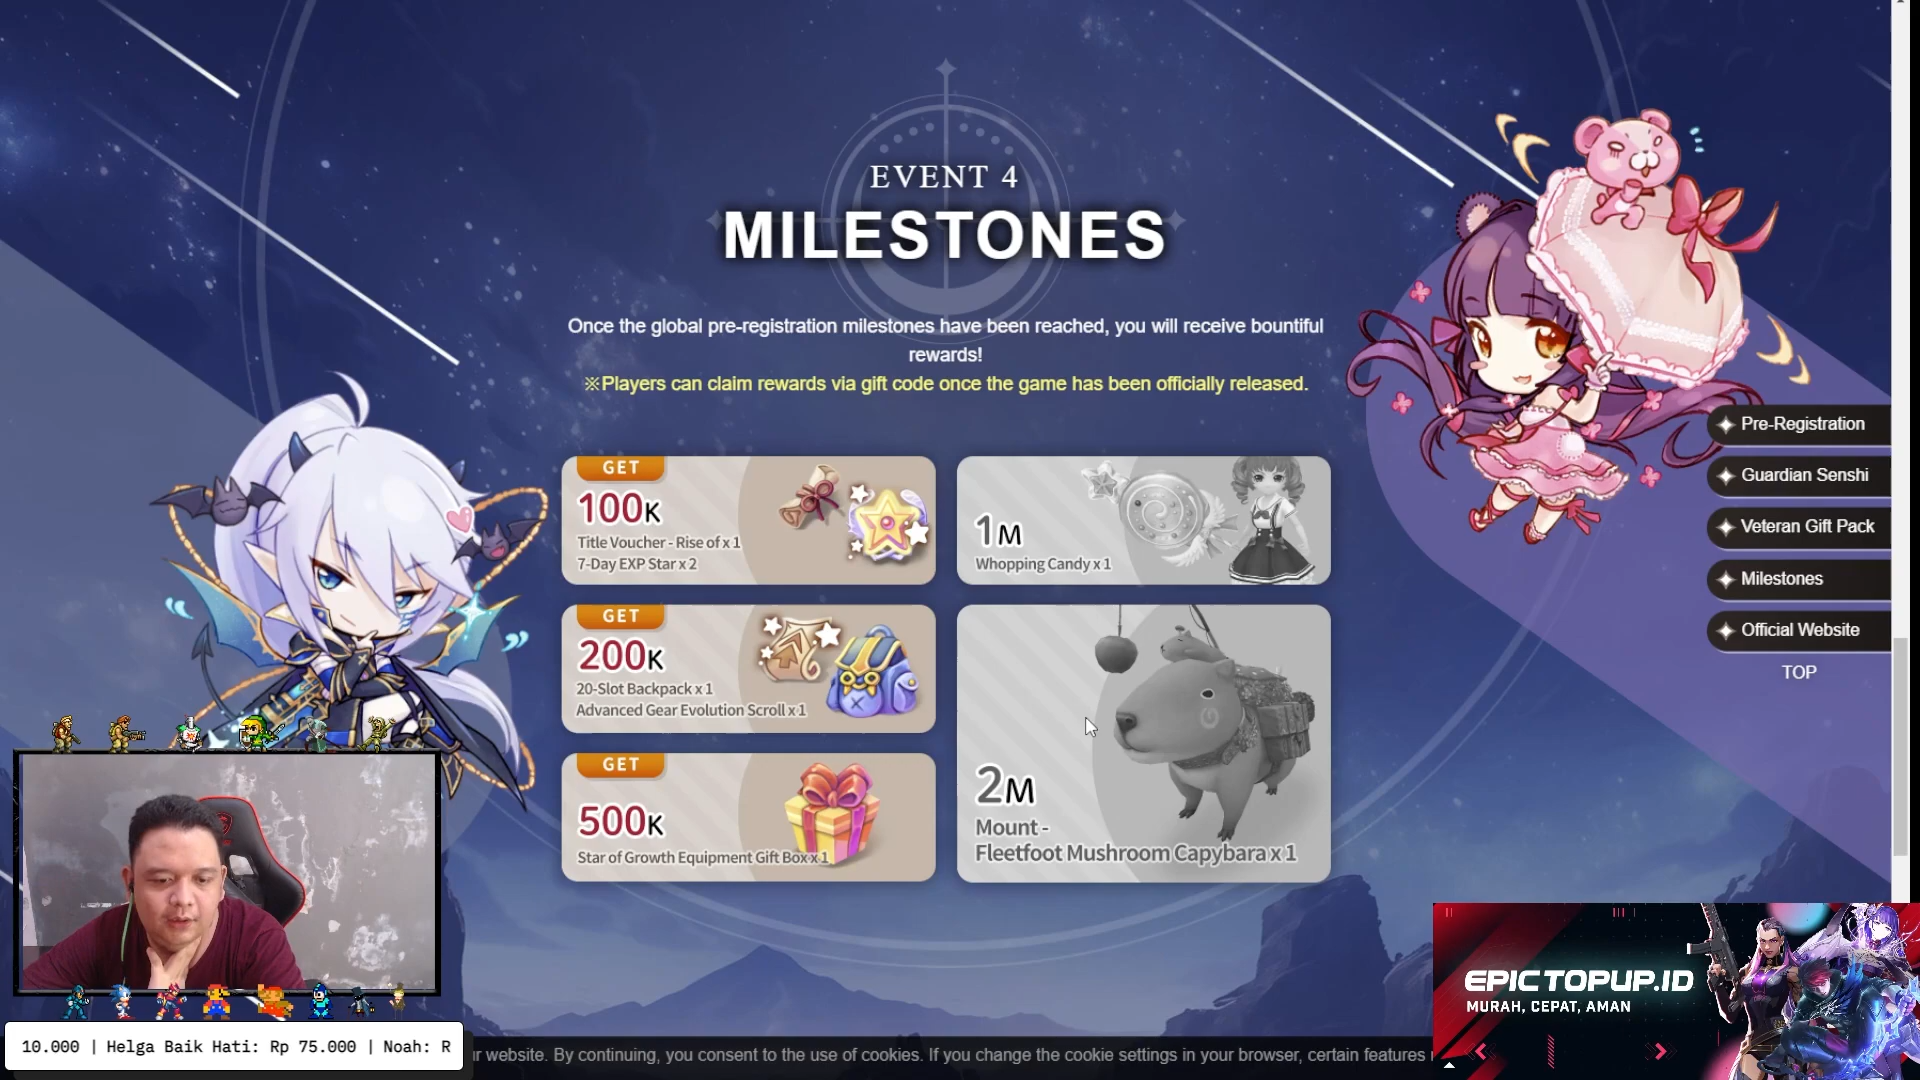 EVENT 4
MILESTONES
Once the global pre-registration milestones have been reached, you will receive bountiful
rewards!
※Players can claim rewards via gift code once the game has been officially released.
GET
100K
Title Voucher - Rise of x 1
7-Day EXP Star x 2
1M
Whopping Candy x 1
GET
200K
20-Slot Backpack x 1
Advanced Gear Evolution Scroll x 1
GET
500K
Star of Growth Equipment Gift Box x 1
2M
Mount -
Fleetfoot Mushroom Capybara x 1
Pre-Registration
Guardian Senshi
Veteran Gift Pack
Milestones
Official Website
TOP
EPICTOPUP.ID
MURAH, CEPAT, AMAN
10.000 | Helga Baik Hati: Rp 75.000 | Noah: R
ur website. By continuing, you consent to the use of cookies. If you change the cookie settings in your browser, certain features